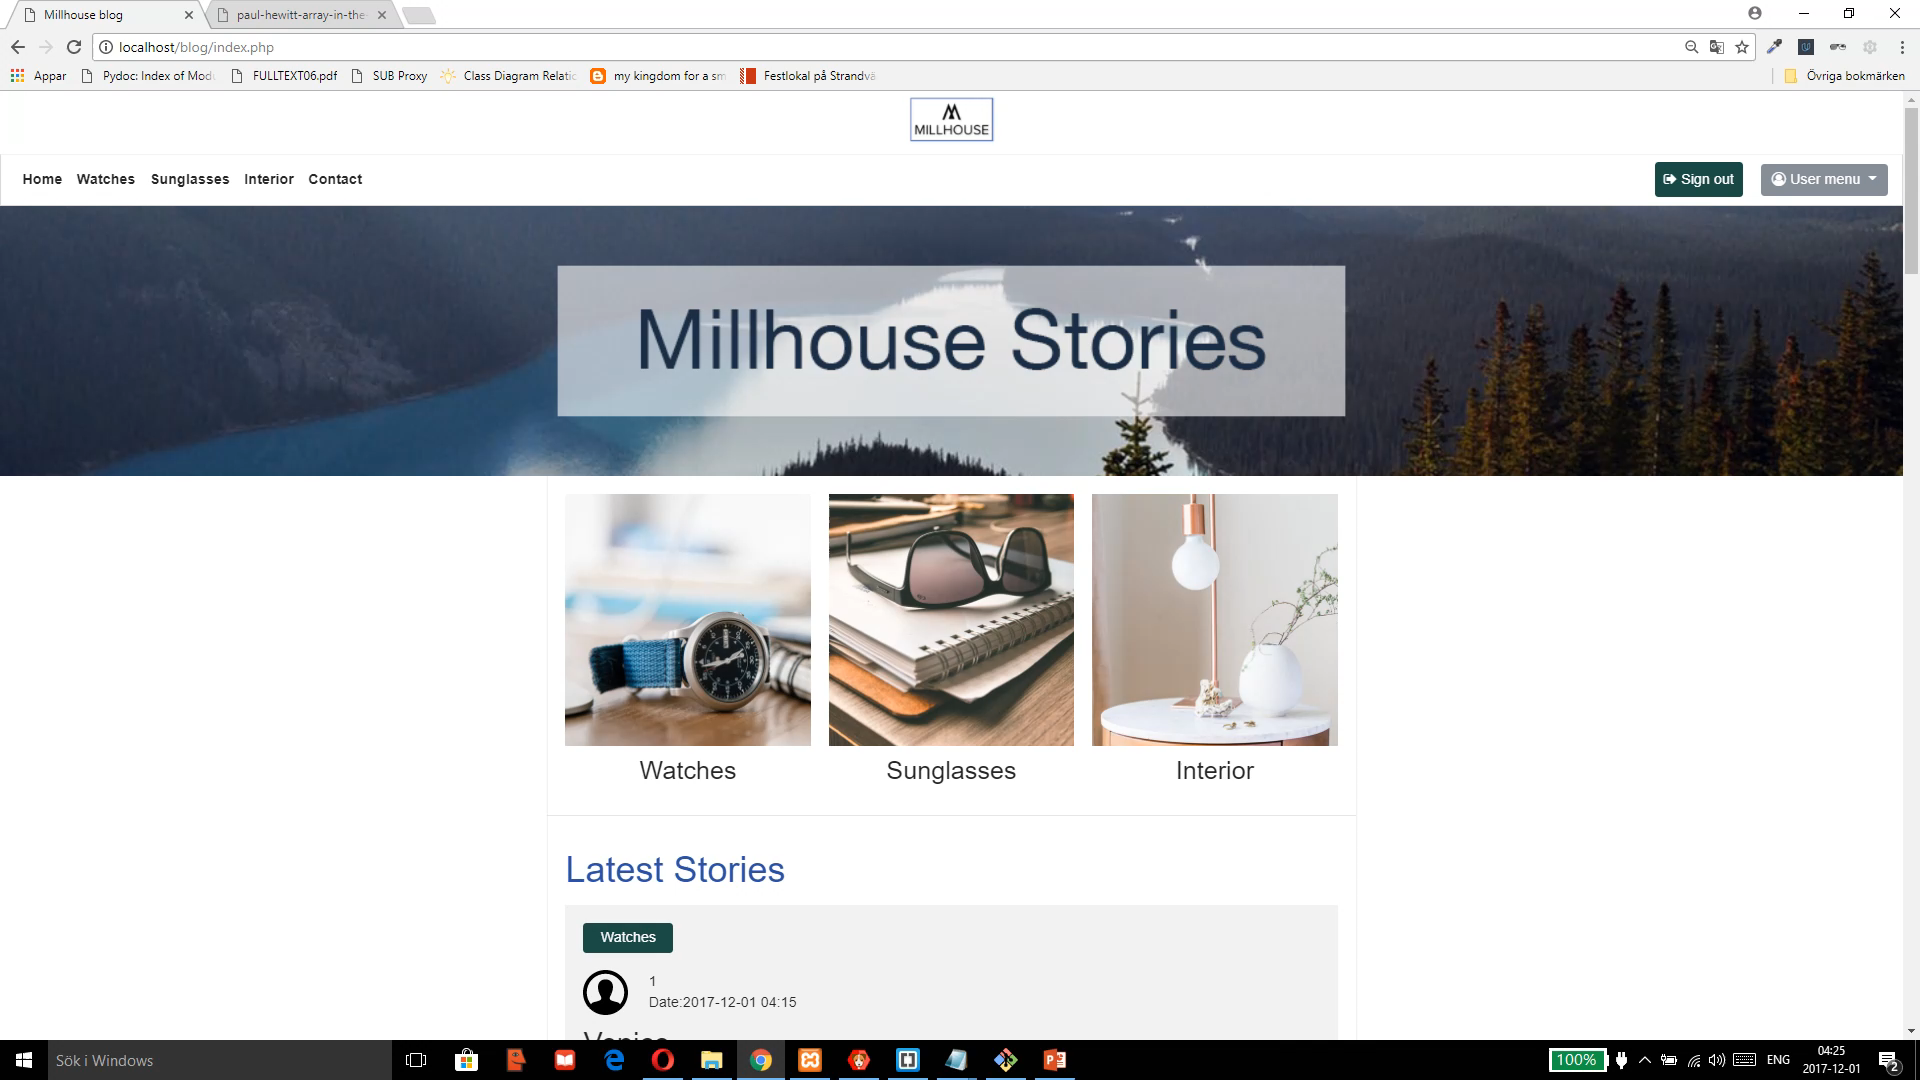 Millhouse blog
paul-hewitt-array-in-the
localhost/blog/index.php
Appar
Pydoc: Index of Modu
FULLTEXT06.pdf
SUB Proxy
Class Diagram Relatic
my kingdom for a sm
Festlokal på Strandvä
Övriga bokmärken
MILLHOUSE
Home
Watches
Sunglasses
Interior
Contact
Sign out
User menu
Millhouse Stories
Watches
Sunglasses
Interior
Latest Stories
Watches
1
Date:2017-12-01 04:15
Venice
Sök i Windows
100%
ENG
04:25
2017-12-01
2